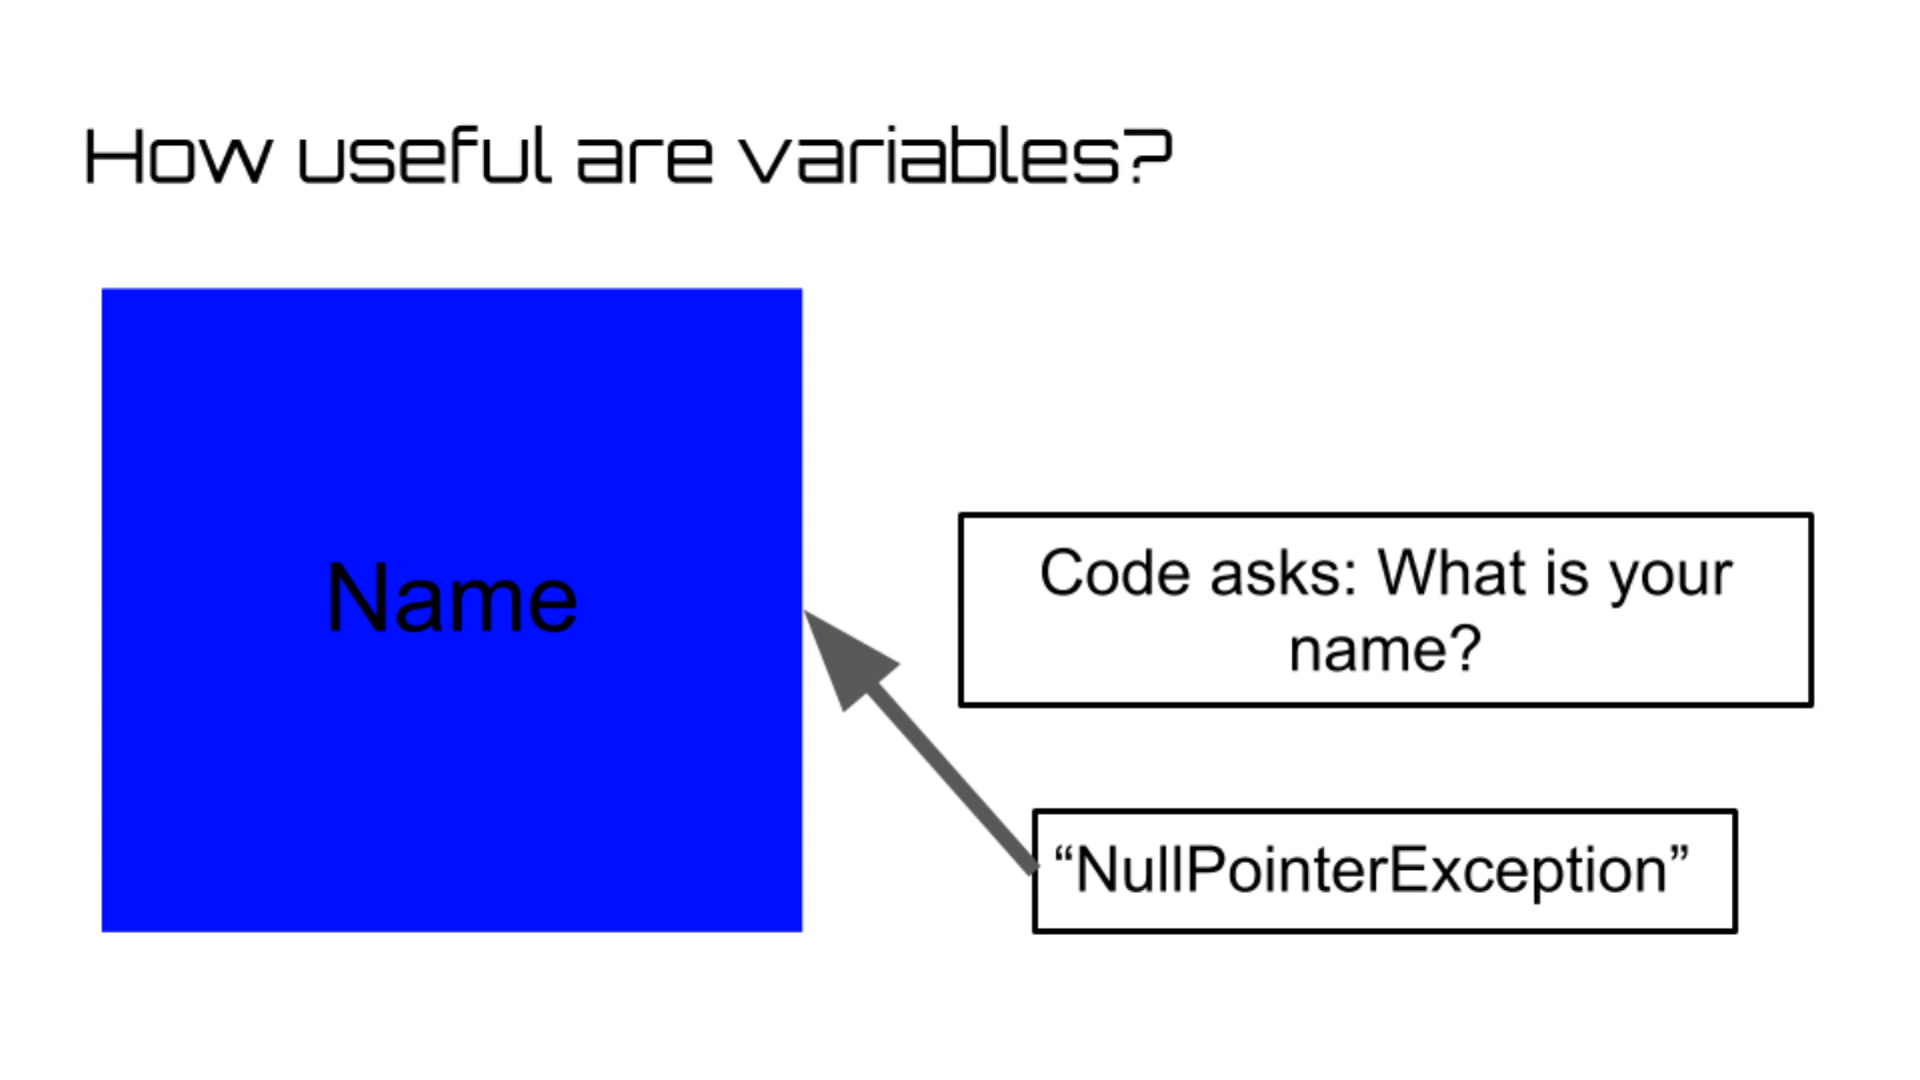 How useful are variables?
Name
Code asks: What is your
name?
“NullPointerException”